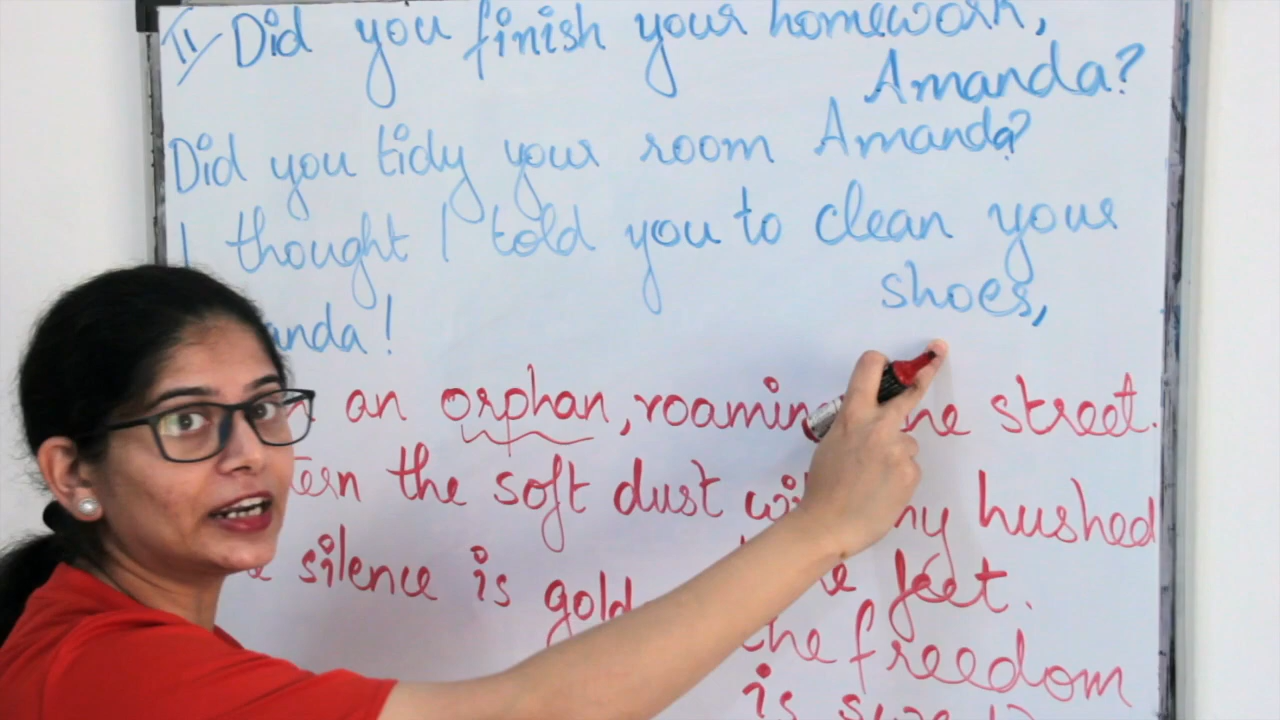 II/ Did you finish your homework,
Amanda?
Did you tidy your room Amanda?
I thought I told you to clean your
shoes,
anda!
an orphan, roaming the street.
tern the soft dust with my hushed
feet.
silence is gold
the freedom
is